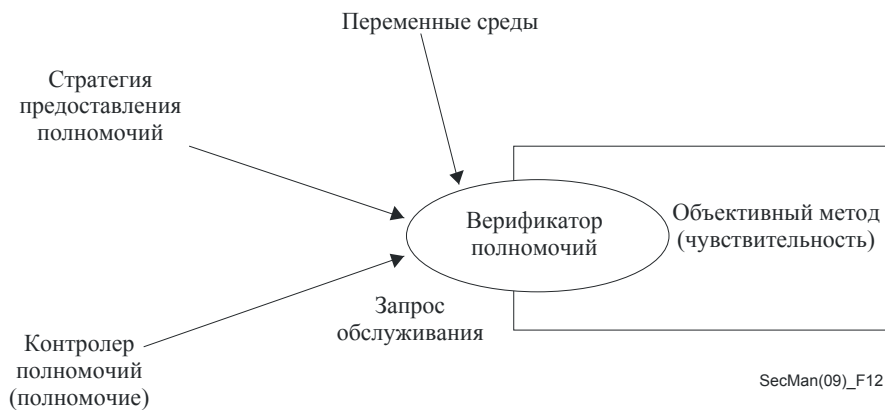 Переменные среды
Стратегия
предоставления
полномочий
Верификатор
полномочий
Объективный метод
(чувствительность)
Запрос
обслуживания
Контролер
полномочий
(полномочие)
SecMan(09)_F12